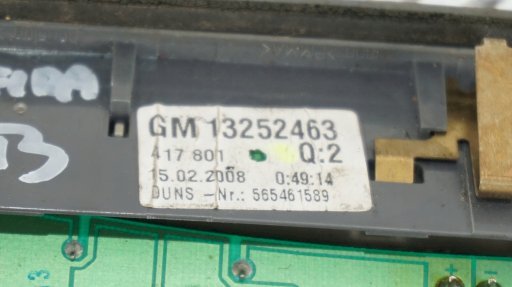 GM 13252463
417 801 Q:2
15.02.2008 0:49:14
DUNS -Nr.: 565461589
+ -